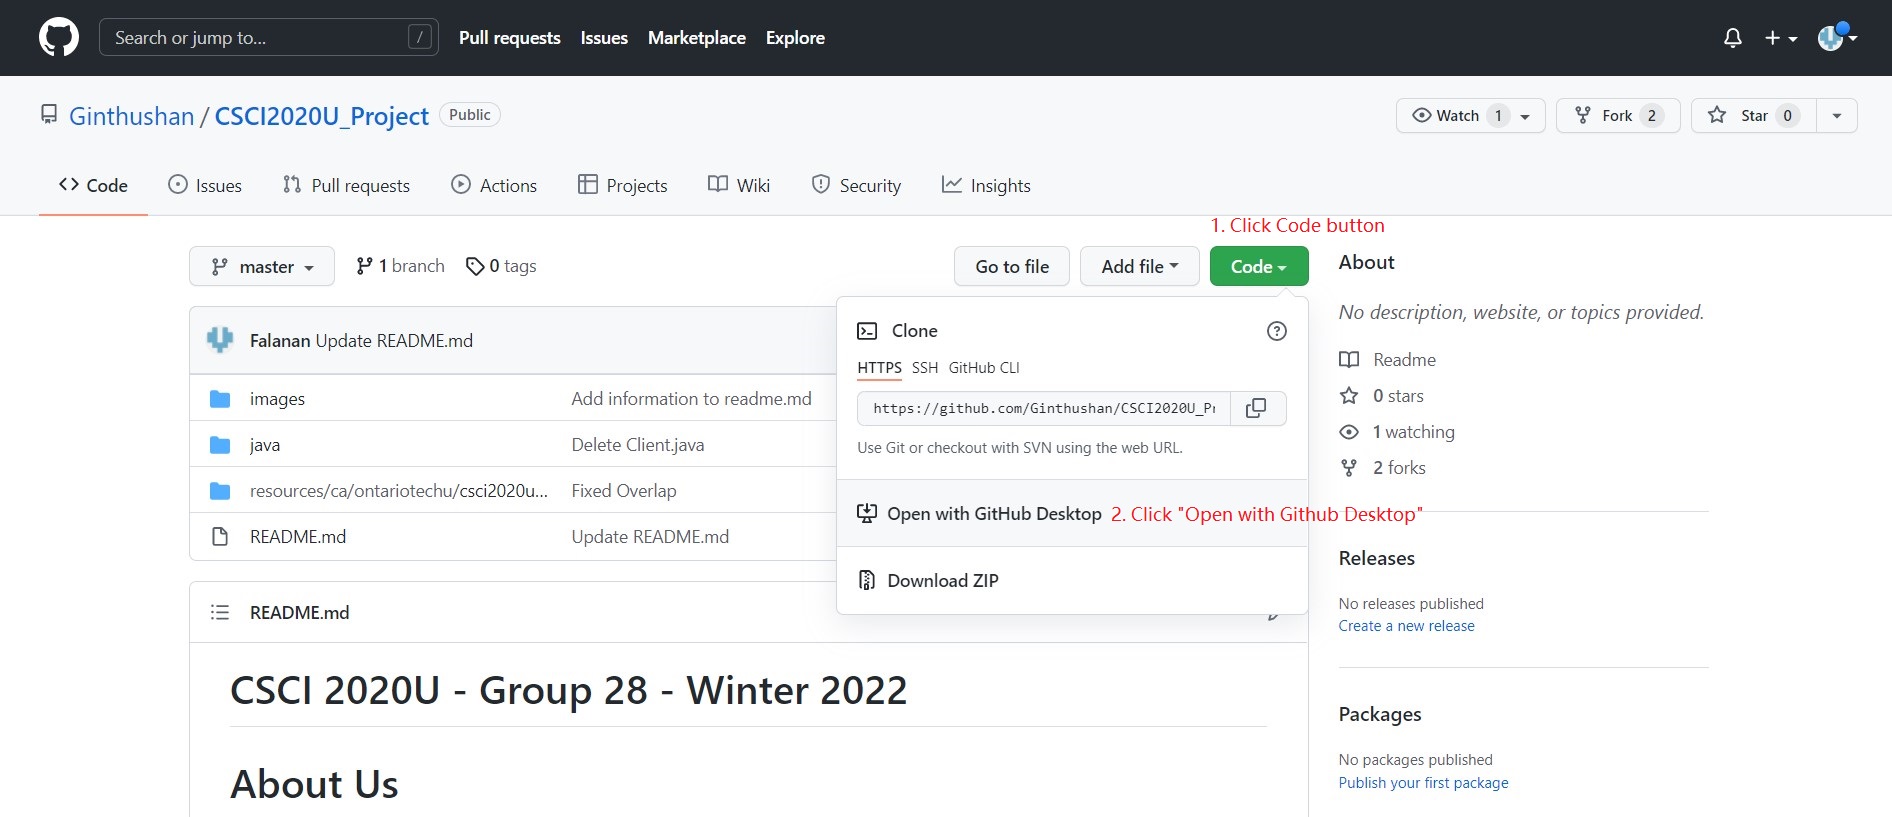 Search or jump to... / Pull requests Issues Marketplace Explore
Ginthushan / CSCI2020U_Project Public Watch 1 Fork 2 Star 0
Code Issues Pull requests Actions Projects Wiki Security Insights
1. Click Code button
master 1 branch 0 tags Go to file Add file Code
About
No description, website, or topics provided.
Readme
0 stars
1 watching
2 forks
Falanan Update README.md
images Add information to readme.md
java Delete Client.java
resources/ca/ontariotechu/csci2020u... Fixed Overlap
README.md Update README.md
Clone
HTTPS SSH GitHub CLI
https://github.com/Ginthushan/CSCI2020U_Pr
Use Git or checkout with SVN using the web URL.
Open with GitHub Desktop 2. Click "Open with Github Desktop"
Download ZIP
Releases
No releases published
Create a new release
README.md
CSCI 2020U - Group 28 - Winter 2022
About Us
Packages
No packages published
Publish your first package